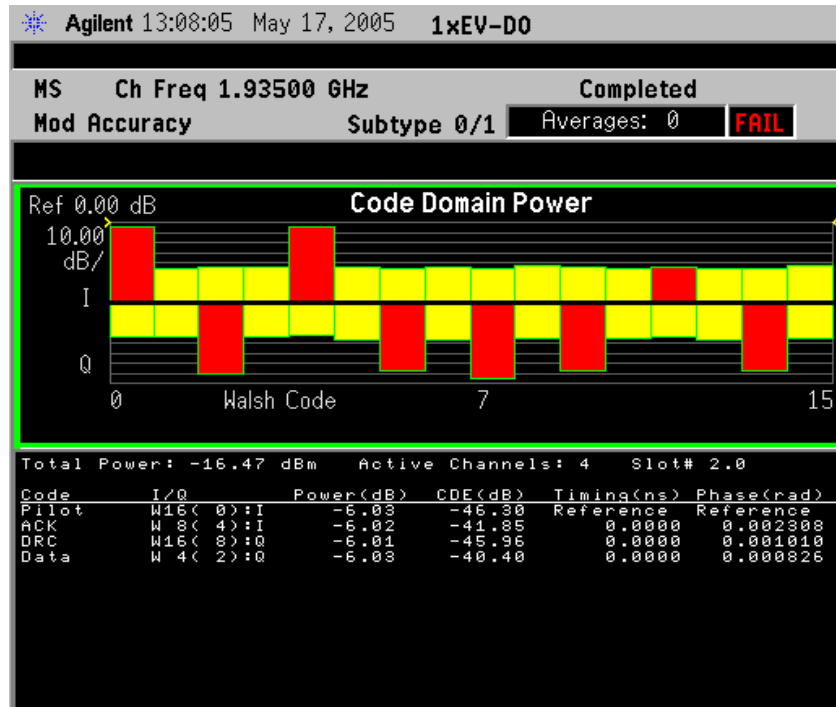 Agilent 13:08:05 May 17, 2005 1xEV-DO
MS Ch Freq 1.93500 GHz Completed
Mod Accuracy Subtype 0/1 Averages: 0 FAIL
Ref 0.00 dB Code Domain Power
10.00
dB/
I
Q
0 Walsh Code 7 15
Total Power: -16.47 dBm Active Channels: 4 Slot# 2.0
Code I/Q Power(dB) CDE(dB) Timing(ns) Phase(rad)
Pilot W16( 0):I -6.03 -46.30 Reference Reference
ACK W 8( 4):I -6.02 -41.85 0.0000 0.002308
DRC W16( 8):Q -6.01 -45.96 0.0000 0.001010
Data W 4( 2):Q -6.03 -40.40 0.0000 0.000826